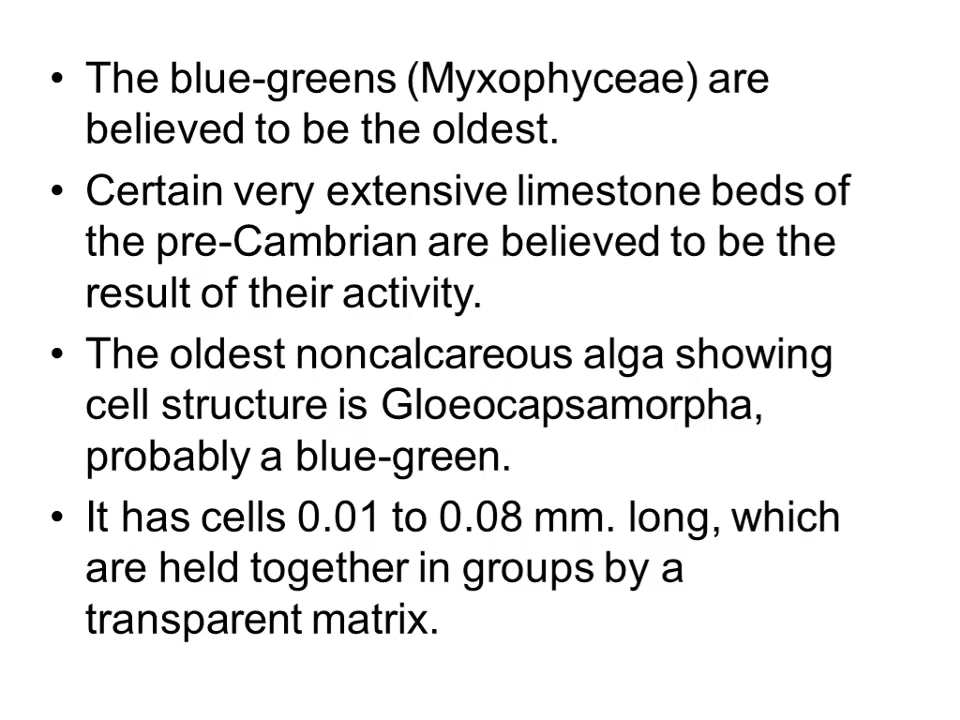 • The blue-greens (Myxophyceae) are
believed to be the oldest.
• Certain very extensive limestone beds of
the pre-Cambrian are believed to be the
result of their activity.
• The oldest noncalcareous alga showing
cell structure is Gloeocapsamorpha,
probably a blue-green.
• It has cells 0.01 to 0.08 mm. long, which
are held together in groups by a
transparent matrix.